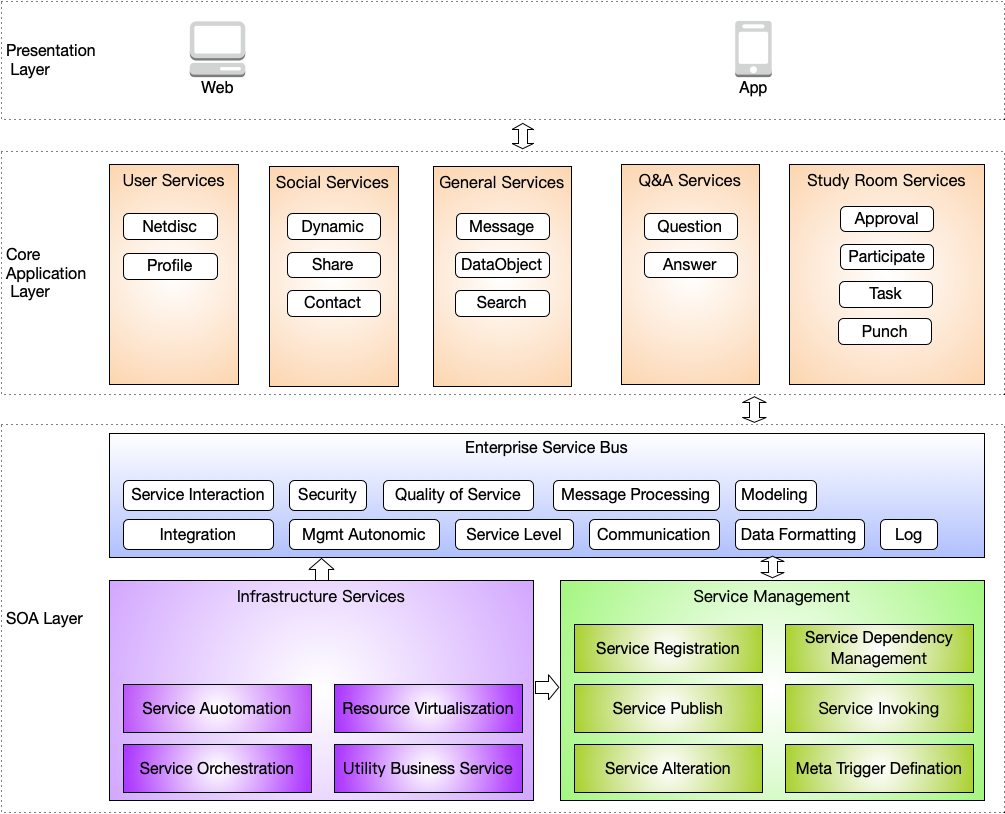 Presentation
Layer
Web
App
Core
Application
Layer
User Services
Netdisc
Profile
Social Services
Dynamic
Share
Contact
General Services
Message
DataObject
Search
Q&A Services
Question
Answer
Study Room Services
Approval
Participate
Task
Punch
SOA Layer
Enterprise Service Bus
Service Interaction
Security
Quality of Service
Message Processing
Modeling
Integration
Mgmt Autonomic
Service Level
Communication
Data Formatting
Log
Infrastructure Services
Service Auotomation
Resource Virtualiszation
Service Orchestration
Utility Business Service
Service Management
Service Registration
Service Dependency
Management
Service Publish
Service Invoking
Service Alteration
Meta Trigger Defination